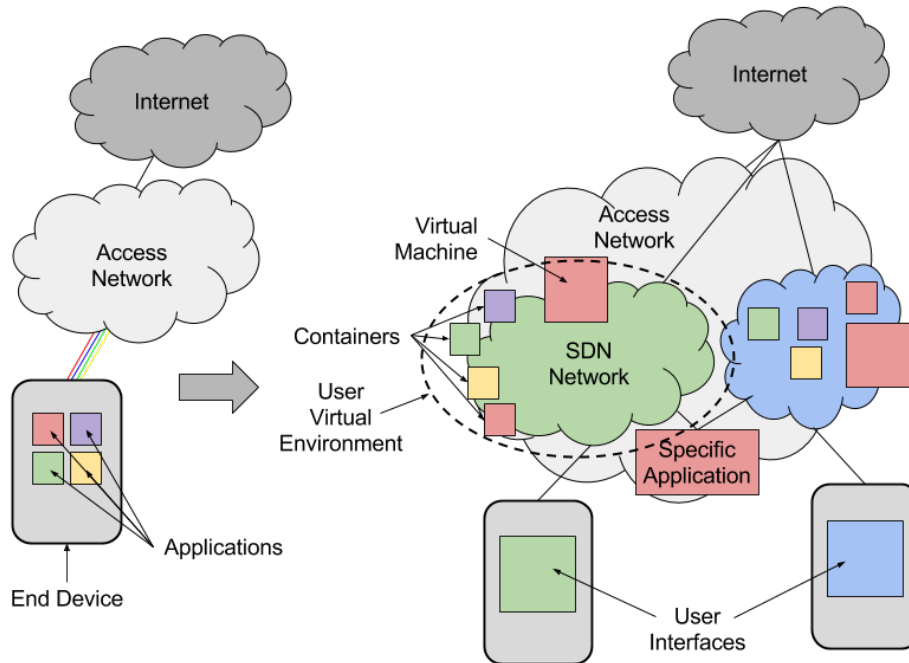 Internet
Access
Network
Applications
End Device
Internet
Access
Network
Virtual
Machine
Containers
SDN
Network
User
Virtual
Environment
Specific
Application
User
Interfaces